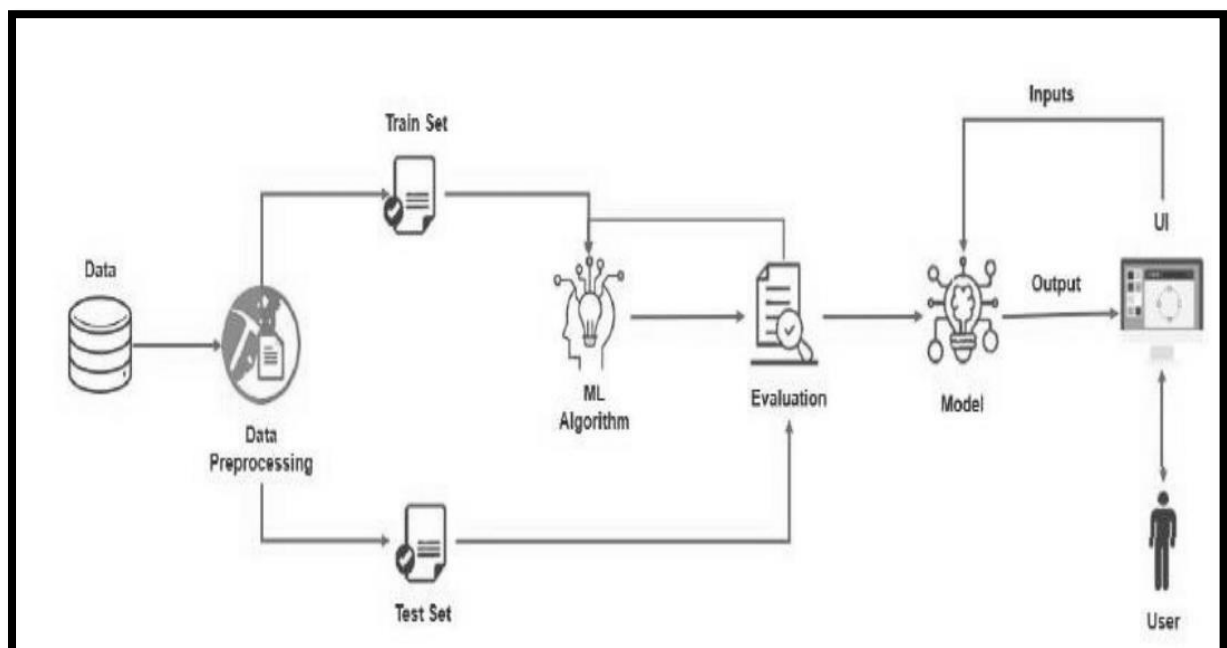 Inputs
Train Set
UI
Data
Output
ML
Algorithm
Evaluation
Model
Data
Preprocessing
Test Set
User